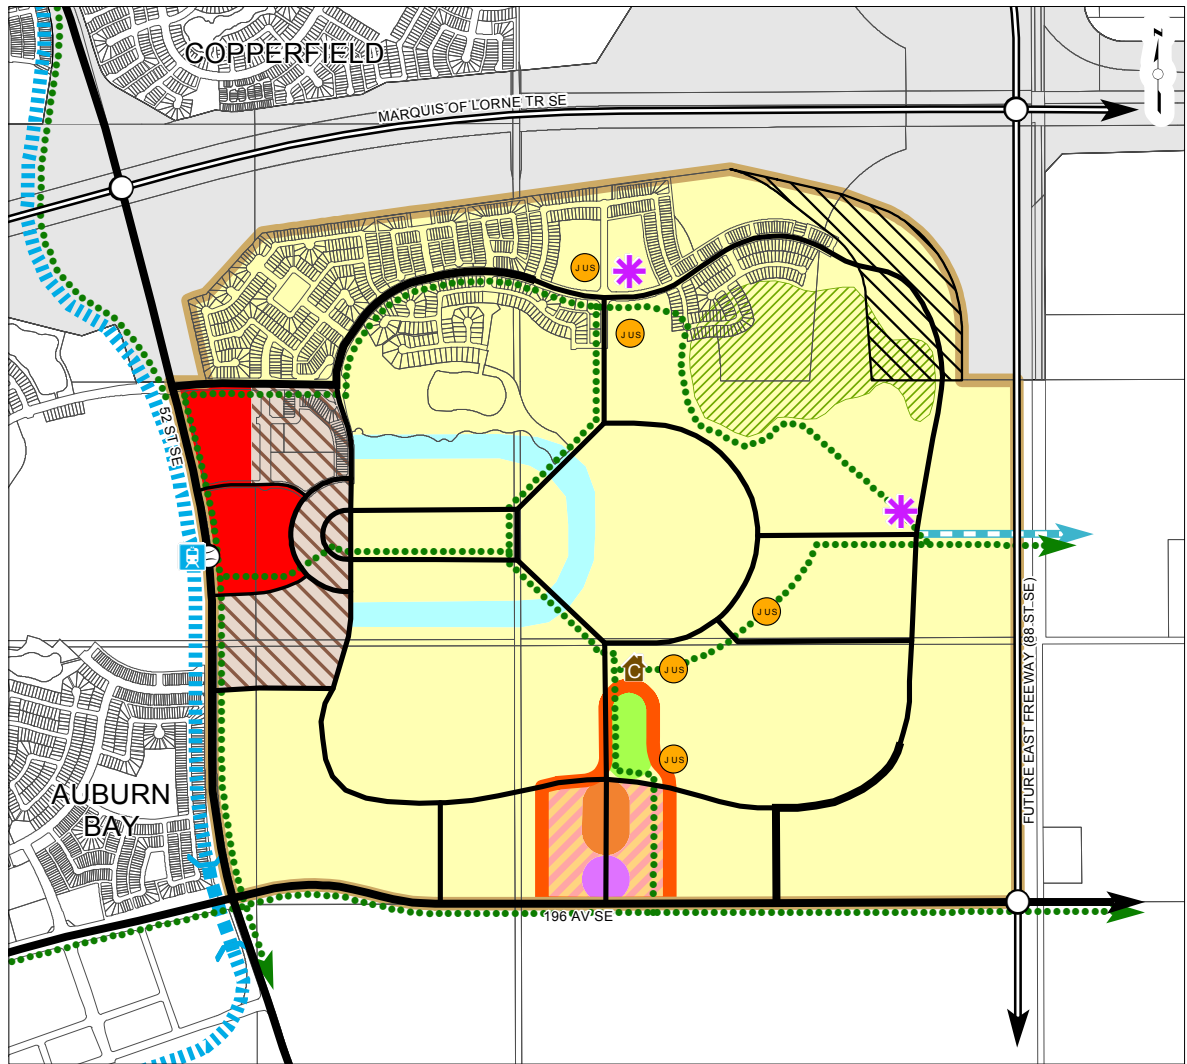 COPPERFIELD
MARQUIS OF LORNE TR SE
z
JUS
JUS
52 ST SE
JUS
FUTURE EAST FREEWAY (88-ST-SE)
C
JUS
JUS
AUBURN
BAY
196 AV SE